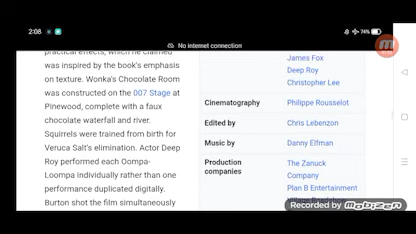 2:08
74%
No internet connection
practical effects, which he claimed
was inspired by the book's emphasis
on texture. Wonka's Chocolate Room
was constructed on the 007 Stage at
Pinewood, complete with a faux
chocolate waterfall and river.
Squirrels were trained from birth for
Veruca Salt's elimination. Actor Deep
Roy performed each Oompa-
Loompa individually rather than one
performance duplicated digitally.
Burton shot the film simultaneously
James Fox
Deep Roy
Christopher Lee
Cinematography Philippe Rousselot
Edited by Chris Lebenzon
Music by Danny Elfman
Production The Zanuck
companies Company
Plan B Entertainment
Recorded by Mobizen